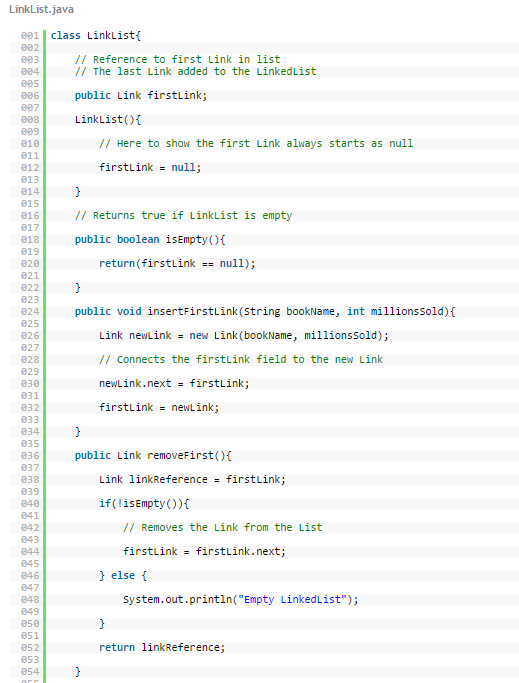 LinkList.java
001 class LinkList{
002
003     // Reference to first Link in list
004     // The last Link added to the LinkedList
005
006     public Link firstLink;
007
008     LinkList(){
009
010         // Here to show the first Link always starts as null
011
012         firstLink = null;
013
014     }
015
016     // Returns true if LinkList is empty
017
018     public boolean isEmpty(){
019
020         return(firstLink == null);
021
022     }
023
024     public void insertFirstLink(String bookName, int millionsSold){
025
026         Link newLink = new Link(bookName, millionsSold);
027
028         // Connects the firstLink field to the new Link
029
030         newLink.next = firstLink;
031
032         firstLink = newLink;
033
034     }
035
036     public Link removeFirst(){
037
038         Link linkReference = firstLink;
039
040         if(!isEmpty()){
041
042             // Removes the Link from the List
043
044             firstLink = firstLink.next;
045
046         } else {
047
048             System.out.println("Empty LinkedList");
049
050         }
051
052         return linkReference;
053
054     }